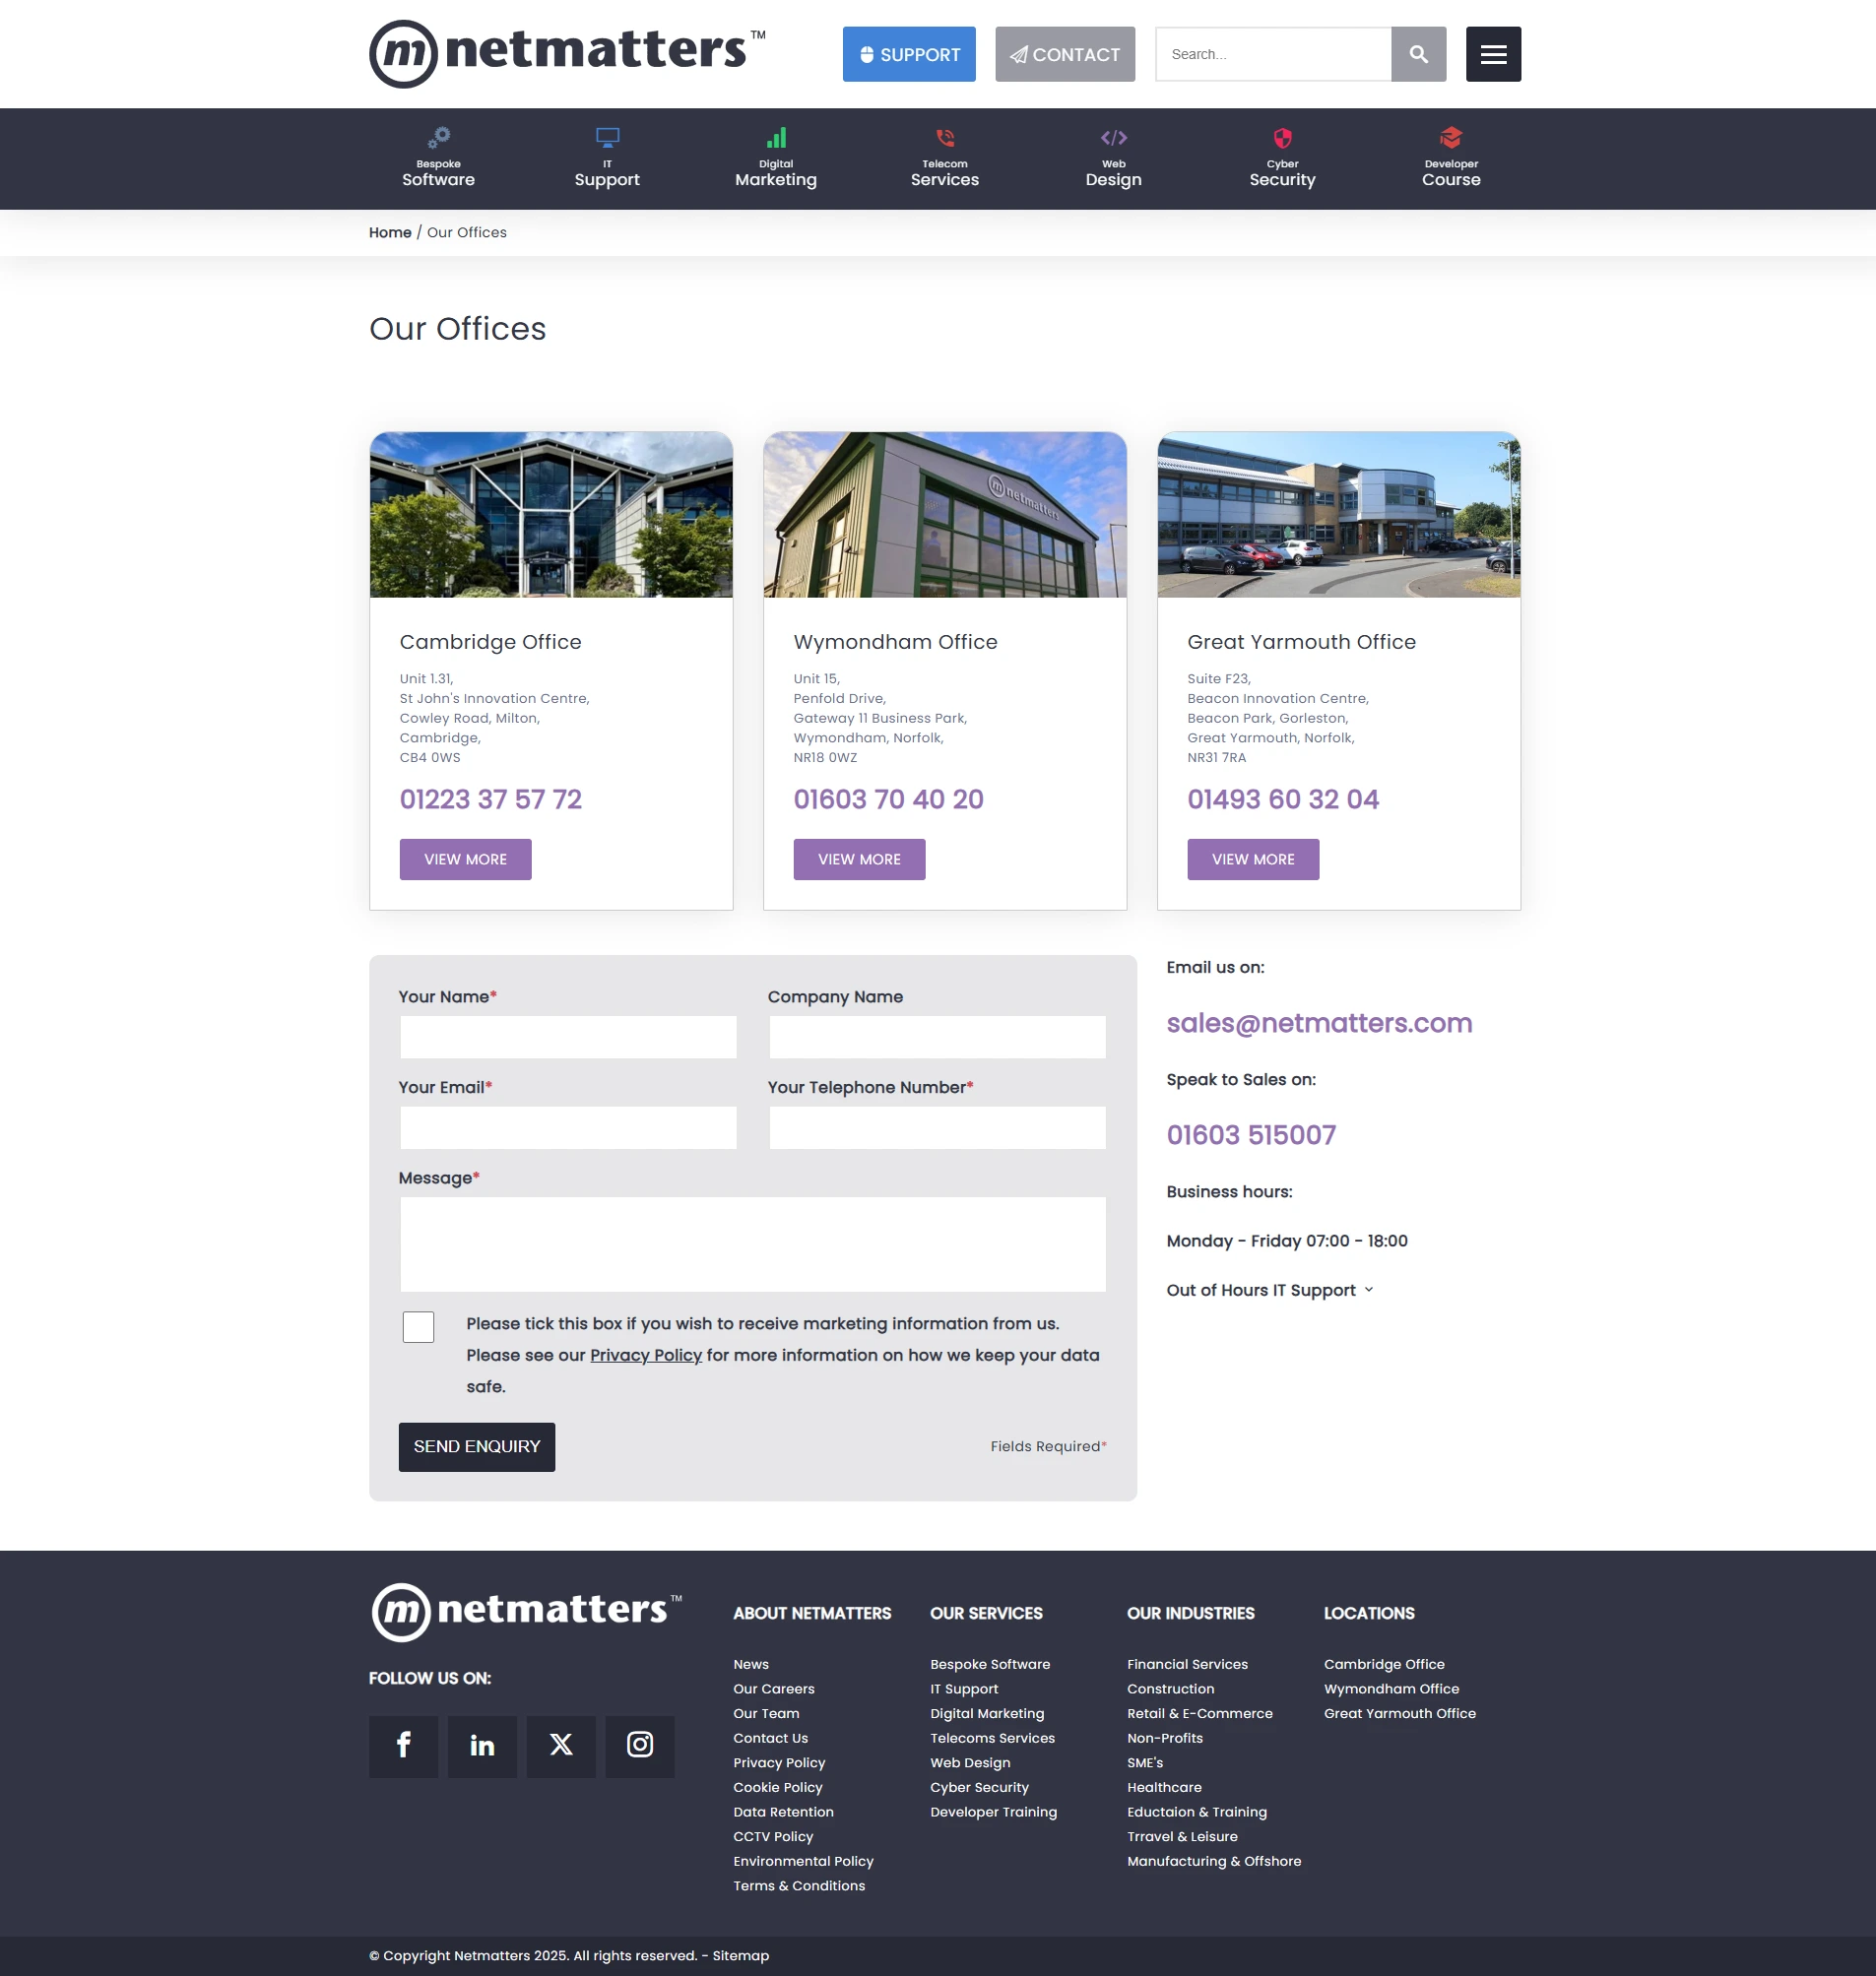 m netmatters™
SUPPORT
CONTACT
Search...
Bespoke
Software
IT
Support
Digital
Marketing
Telecom
Services
Web
Design
Cyber
Security
Developer
Course
Home / Our Offices
Our Offices
m netmatters
Cambridge Office
Unit 1.31,
St John's Innovation Centre,
Cowley Road, Milton,
Cambridge,
CB4 0WS
01223 37 57 72
VIEW MORE
Wymondham Office
Unit 15,
Penfold Drive,
Gateway 11 Business Park,
Wymondham, Norfolk,
NR18 0WZ
01603 70 40 20
VIEW MORE
Great Yarmouth Office
Suite F23,
Beacon Innovation Centre,
Beacon Park, Gorleston,
Great Yarmouth, Norfolk,
NR31 7RA
01493 60 32 04
VIEW MORE
Your Name*
Company Name
Your Email*
Your Telephone Number*
Message*
Please tick this box if you wish to receive marketing information from us.
Please see our Privacy Policy for more information on how we keep your data
safe.
SEND ENQUIRY
Fields Required*
Email us on:
sales@netmatters.com
Speak to Sales on:
01603 515007
Business hours:
Monday - Friday 07:00 - 18:00
Out of Hours IT Support
m netmatters™
FOLLOW US ON:
ABOUT NETMATTERS
News
Our Careers
Our Team
Contact Us
Privacy Policy
Cookie Policy
Data Retention
CCTV Policy
Environmental Policy
Terms & Conditions
OUR SERVICES
Bespoke Software
IT Support
Digital Marketing
Telecoms Services
Web Design
Cyber Security
Developer Training
OUR INDUSTRIES
Financial Services
Construction
Retail & E-Commerce
Non-Profits
SME's
Healthcare
Eductaion & Training
Trravel & Leisure
Manufacturing & Offshore
LOCATIONS
Cambridge Office
Wymondham Office
Great Yarmouth Office
© Copyright Netmatters 2025. All rights reserved. - Sitemap